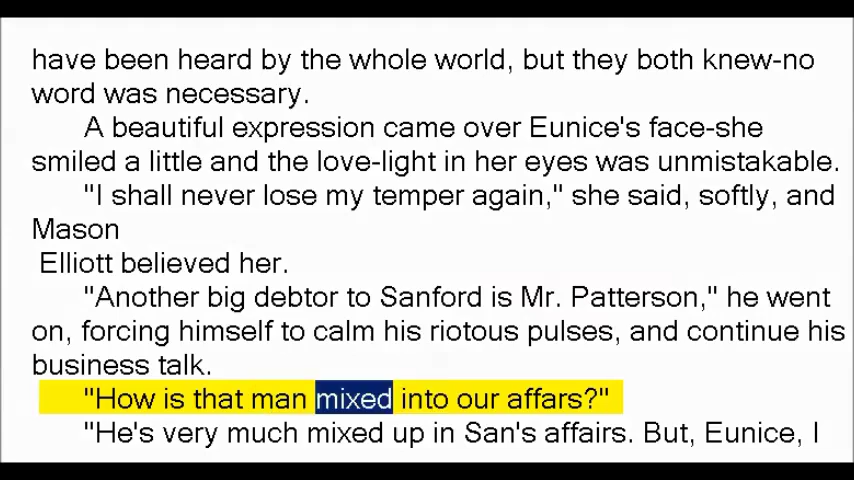 have been heard by the whole world, but they both knew-no
word was necessary.
A beautiful expression came over Eunice's face-she
smiled a little and the love-light in her eyes was unmistakable.
"I shall never lose my temper again," she said, softly, and
Mason
Elliott believed her.
"Another big debtor to Sanford is Mr. Patterson," he went
on, forcing himself to calm his riotous pulses, and continue his
business talk.
"How is that man mixed into our affars?"
"He's very much mixed up in San's affairs. But, Eunice, I